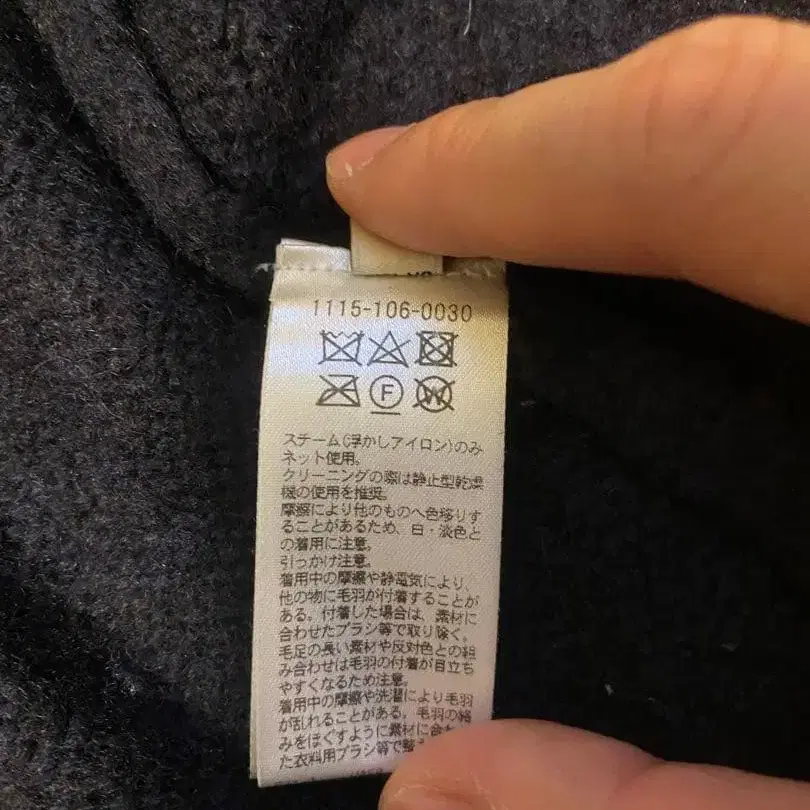 1115-106-0030
F
W
スチーム(浮かしアイロン)のみ
ネット使用。
クリーニングの際は静止型乾燥
機の使用を推奨。
摩擦により他のものへ色移りす
ることがあるため、白・淡色と
の着用に注意。
引っかけ注意。
着用中の摩擦や静電気により、
他の物に毛羽が付着することが
ある。付着した場合は、素材に
合わせたブラシ等で取り除く。
毛足の長い素材や反対色との組
み合わせは毛羽の付着が目立ち
やすくなるため注意。
着用中の摩擦や洗濯により毛羽
が乱れることがある。毛羽の絡
みをほぐすように素材に合わ
た衣料用ブラシ等で整